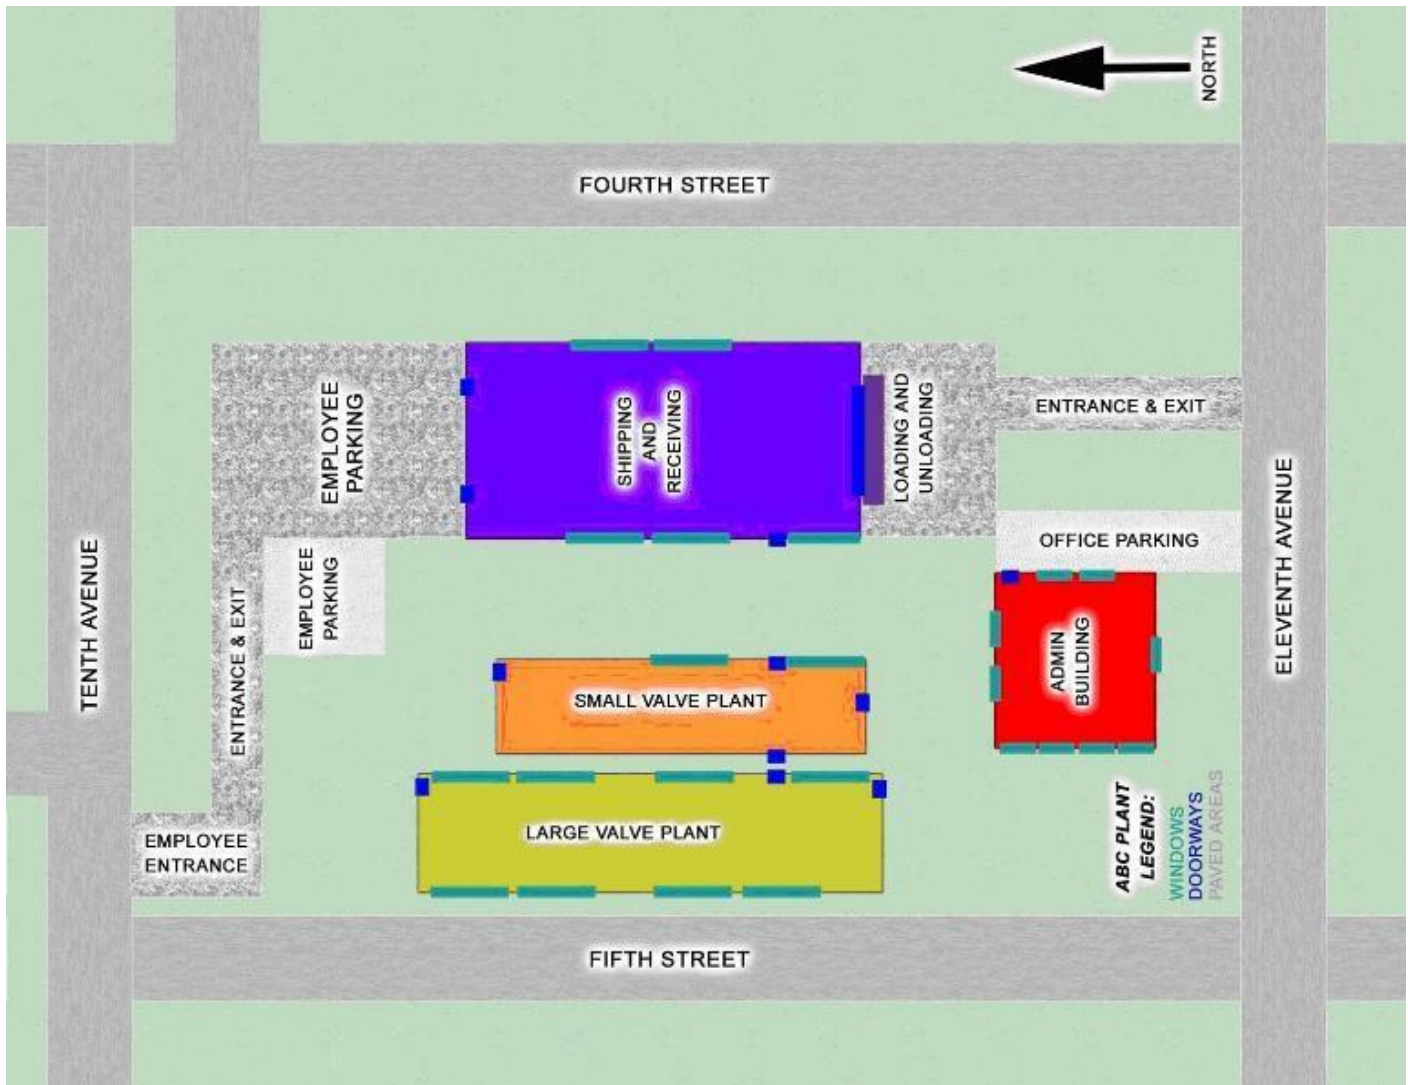 NORTH
FOURTH STREET
EMPLOYEE
PARKING
SHIPPING
AND
RECEIVING
LOADING AND
UNLOADING
ENTRANCE & EXIT
OFFICE PARKING
TENTH AVENUE
ENTRANCE & EXIT
EMPLOYEE
PARKING
ELEVENTH AVENUE
ADMIN
BUILDING
SMALL VALVE PLANT
LARGE VALVE PLANT
EMPLOYEE
ENTRANCE
ABC PLANT
LEGEND:
WINDOWS
DOORWAYS
PAVED AREAS
FIFTH STREET